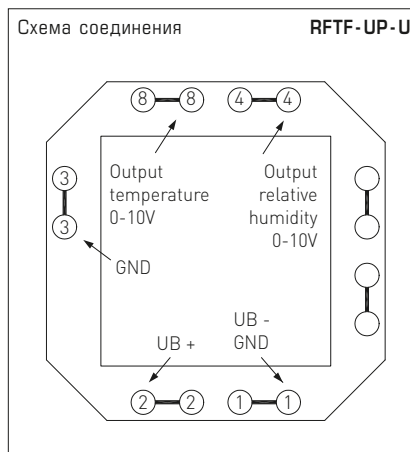 Схема соединения RFTF-UP-U
8 8 4 4
3
3
Output
temperature
0-10V
Output
relative
humidity
0-10V
GND
UB +
UB -
GND
2 2 1 1